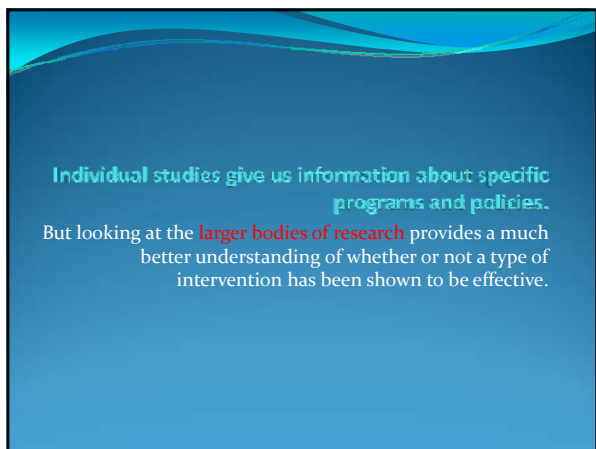 Individual studies give us information about specific
programs and policies.
But looking at the larger bodies of research provides a much
better understanding of whether or not a type of
intervention has been shown to be effective.